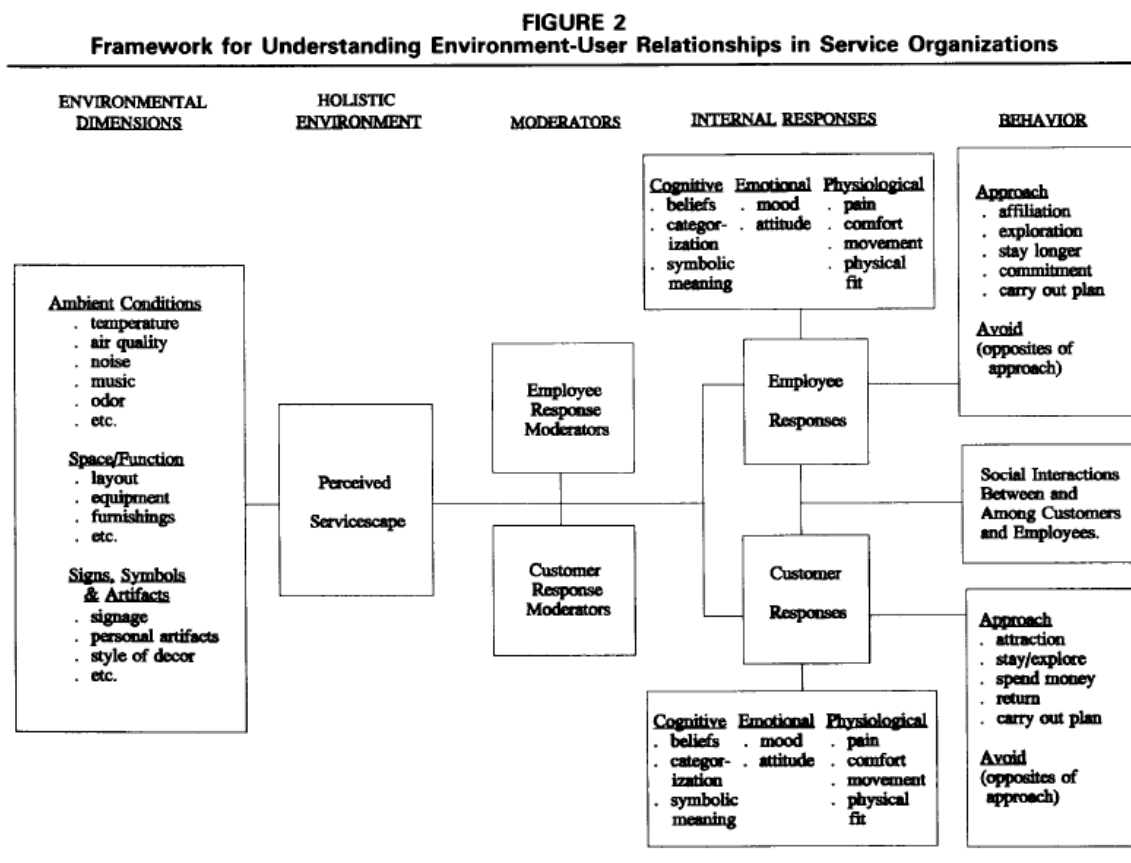 FIGURE 2
Framework for Understanding Environment-User Relationships in Service Organizations
ENVIRONMENTAL
DIMENSIONS
HOLISTIC
ENVIRONMENT
MODERATORS
INTERNAL RESPONSES
BEHAVIOR
Ambient Conditions
. temperature
. air quality
. noise
. music
. odor
. etc.
Space/Function
. layout
. equipment
. furnishings
. etc.
Signs, Symbols
& Artifacts
. signage
. personal artifacts
. style of decor
. etc.
Perceived
Servicescape
Employee
Response
Moderators
Customer
Response
Moderators
Cognitive
. beliefs
. categor-
ization
. symbolic
meaning
Emotional
. mood
. attitude
Physiological
. pain
. comfort
. movement
. physical
fit
Employee
Responses
Customer
Responses
Cognitive
. beliefs
. categor-
ization
. symbolic
meaning
Emotional
. mood
. attitude
Physiological
. pain
. comfort
. movement
. physical
fit
Approach
. affiliation
. exploration
. stay longer
. commitment
. carry out plan
Avoid
(opposites of
approach)
Social Interactions
Between and
Among Customers
and Employees.
Approach
. attraction
. stay/explore
. spend money
. return
. carry out plan
Avoid
(opposites of
approach)